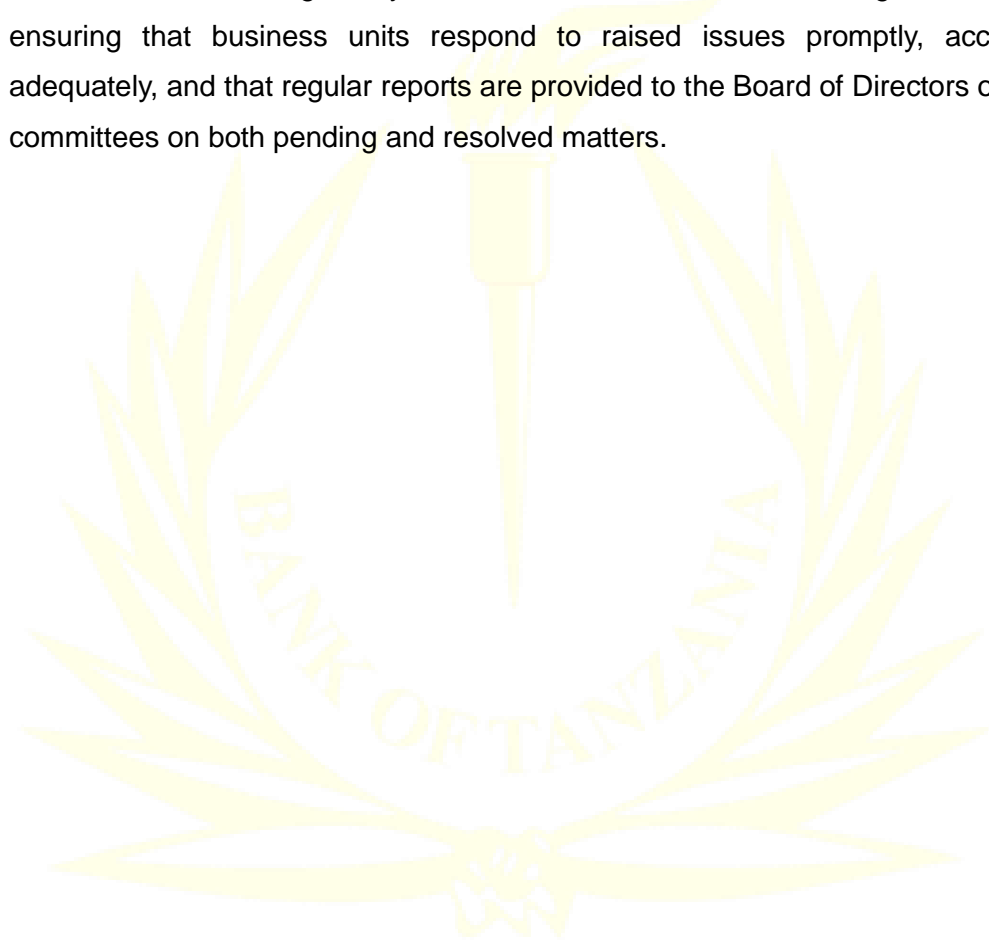 ensuring that business units respond to raised issues promptly, acc
adequately, and that regular reports are provided to the Board of Directors o
committees on both pending and resolved matters.
BANK OF TANZANIA